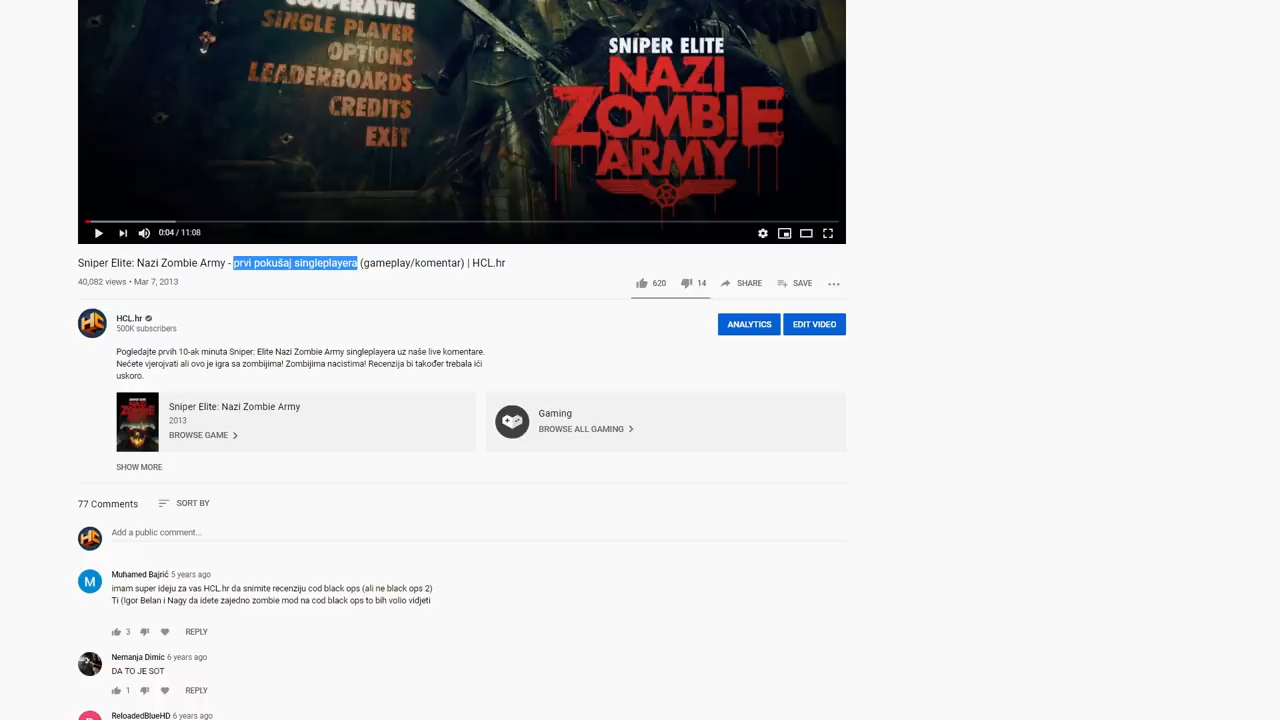 COOPERATIVE
SINGLE PLAYER
OPTIONS
LEADERBOARDS
CREDITS
EXIT
SNIPER ELITE
NAZI
ZOMBIE
ARMY
0:04 / 11:08
Sniper Elite: Nazi Zombie Army - prvi pokušaj singleplayera (gameplay/komentar) | HCL.hr
40,082 views • Mar 7, 2013
620
14
SHARE
SAVE
HCL.hr
500K subscribers
ANALYTICS
EDIT VIDEO
Pogledajte prvih 10-ak minuta Sniper: Elite Nazi Zombie Army singleplayera uz naše live komentare.
Nećete vjerojvati ali ovo je igra sa zombijima! Zombijima nacistima! Recenzija bi također trebala ići
uskoro.
Sniper Elite: Nazi Zombie Army
2013
BROWSE GAME
Gaming
BROWSE ALL GAMING
SHOW MORE
77 Comments
SORT BY
Add a public comment...
M
Muhamed Bajrić 5 years ago
imam super ideju za vas HCL.hr da snimite recenziju cod black ops (ali ne black ops 2)
Ti (Igor Belan i Nagy da idete zajedno zombie mod na cod black ops to bih volio vidjeti
3
REPLY
Nemanja Dimic 6 years ago
DA TO JE SOT
1
REPLY
ReloadedBlueHD 6 years ago